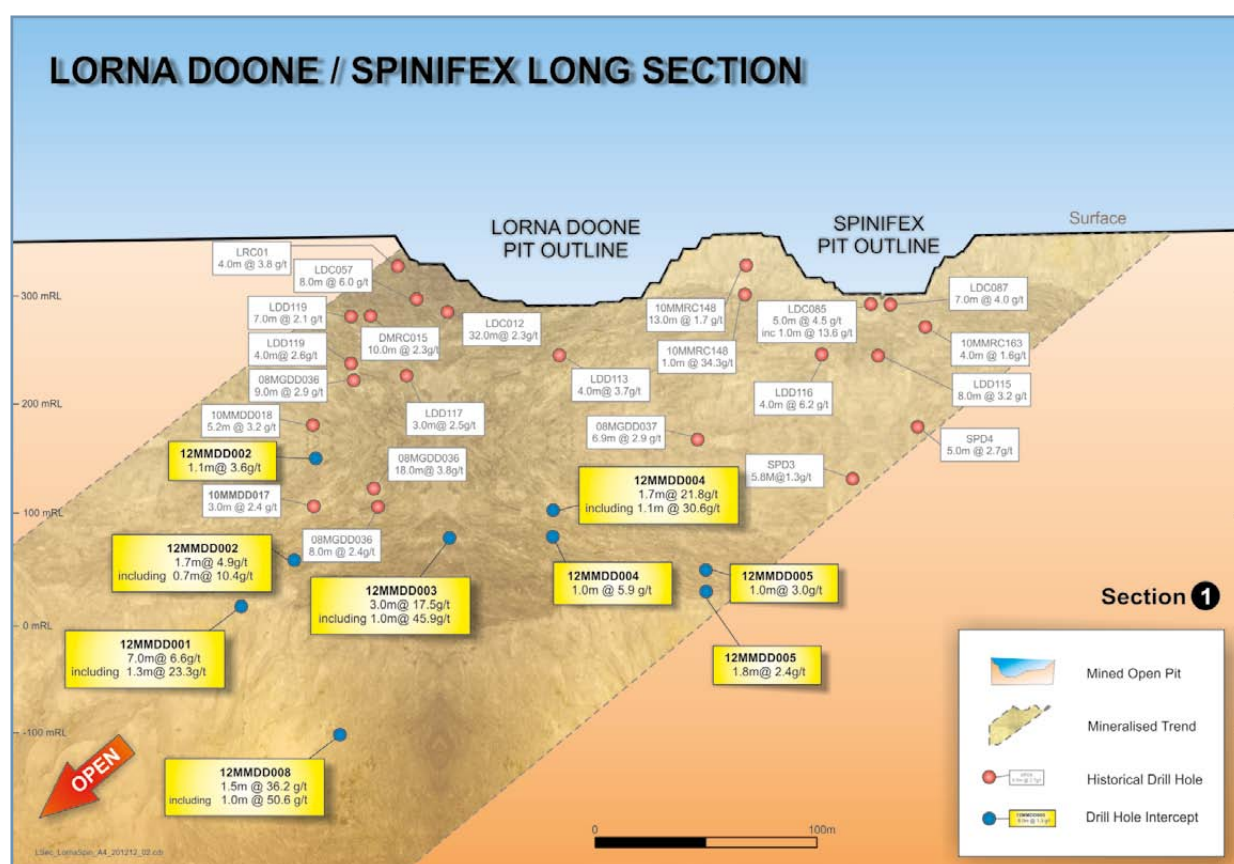 LORNA DOONE / SPINIFEX LONG SECTION
LORNA DOONE
PIT OUTLINE
SPINIFEX
PIT OUTLINE
Surface
LRC01
4.0m @ 3.8 g/t
LDC057
8.0m @ 6.0 g/t
LDD119
7.0m @ 2.1 g/t
DMRC015
10.0m @ 2.3g/t
LDC012
32.0m @ 2.3g/t
10MMRC148
13.0m @ 1.7 g/t
LDC085
5.0m @ 4.5 g/t
inc 1.0m @ 13.6 g/t
LDC087
7.0m @ 4.0 g/t
300 mRL
LDD119
4.0m @ 2.6g/t
08MGDD036
9.0m @ 2.9 g/t
LDD113
4.0m @ 3.7g/t
10MMRC148
1.0m @ 34.3g/t
10MMRC163
4.0m @ 1.6g/t
LDD116
4.0m @ 6.2 g/t
LDD115
8.0m @ 3.2 g/t
200 mRL
10MMDD018
5.2m @ 3.2 g/t
LDD117
3.0m @ 2.5g/t
08MGDD037
6.9m @ 2.9 g/t
SPD4
5.0m @ 2.7g/t
12MMDD002
1.1m @ 3.6g/t
08MGDD036
18.0m @ 3.8g/t
SPD3
5.8M@1.3g/t
12MMDD004
1.7m @ 21.8g/t
including 1.1m @ 30.6g/t
10MMDD017
3.0m @ 2.4 g/t
100 mRL
08MGDD036
8.0m @ 2.4g/t
12MMDD002
1.7m@ 4.9g/t
including 0.7m@ 10.4g/t
12MMDD003
3.0m@ 17.5g/t
including 1.0m@ 45.9g/t
12MMDD004
1.0m @ 5.9 g/t
12MMDD005
1.0m@ 3.0g/t
0 mRL
12MMDD001
7.0m@ 6.6g/t
including 1.3m@ 23.3g/t
12MMDD005
1.8m@ 2.4g/t
Section 1
-100 mRL
OPEN
12MMDD008
1.5m @ 36.2 g/t
including 1.0m @ 50.6 g/t
Mined Open Pit
Mineralised Trend
Historical Drill Hole
Drill Hole Intercept
0 100m